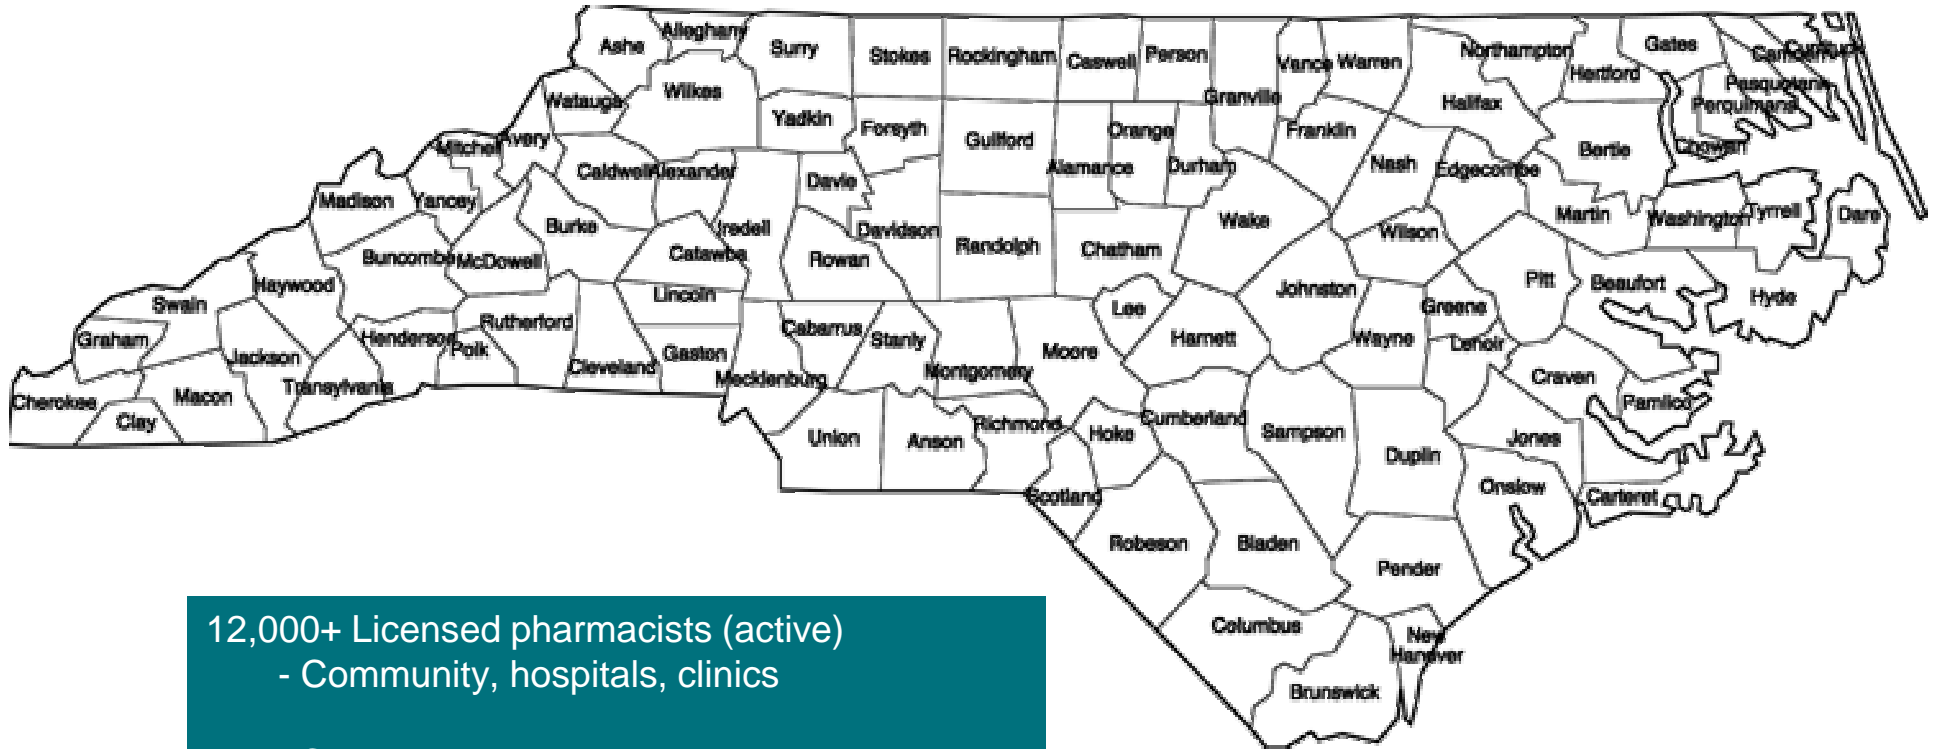 Ashe
Alleghany
Surry
Stokes
Rockingham
Caswell
Person
Vance
Warren
Northampton
Gates
Camden
Currituck
Wilkes
Granville
Halifax
Hertford
Pasquotank
Perquimans
Watauga
Yadkin
Forsyth
Guilford
Orange
Franklin
Mitchell
Avery
Bertie
Chowan
Caldwell
Alexander
Davie
Alamance
Durham
Nash
Edgecombe
Madison
Yancey
Burke
Iredell
Davidson
Randolph
Chatham
Wake
Wilson
Martin
Washington
Tyrrell
Dare
Buncombe
McDowell
Catawba
Rowan
Haywood
Swain
Lincoln
Johnston
Pitt
Beaufort
Hyde
Graham
Jackson
Henderson
Polk
Rutherford
Cabarrus
Stanly
Lee
Harnett
Greene
Wayne
Lenoir
Cherokee
Clay
Macon
Transylvania
Cleveland
Gaston
Mecklenburg
Montgomery
Moore
Craven
Pamlico
Union
Anson
Richmond
Hoke
Cumberland
Sampson
Duplin
Jones
Scotland
Onslow
Carteret
Robeson
Bladen
Pender
Columbus
New
Hanover
Brunswick
12,000+ Licensed pharmacists (active)
- Community, hospitals, clinics